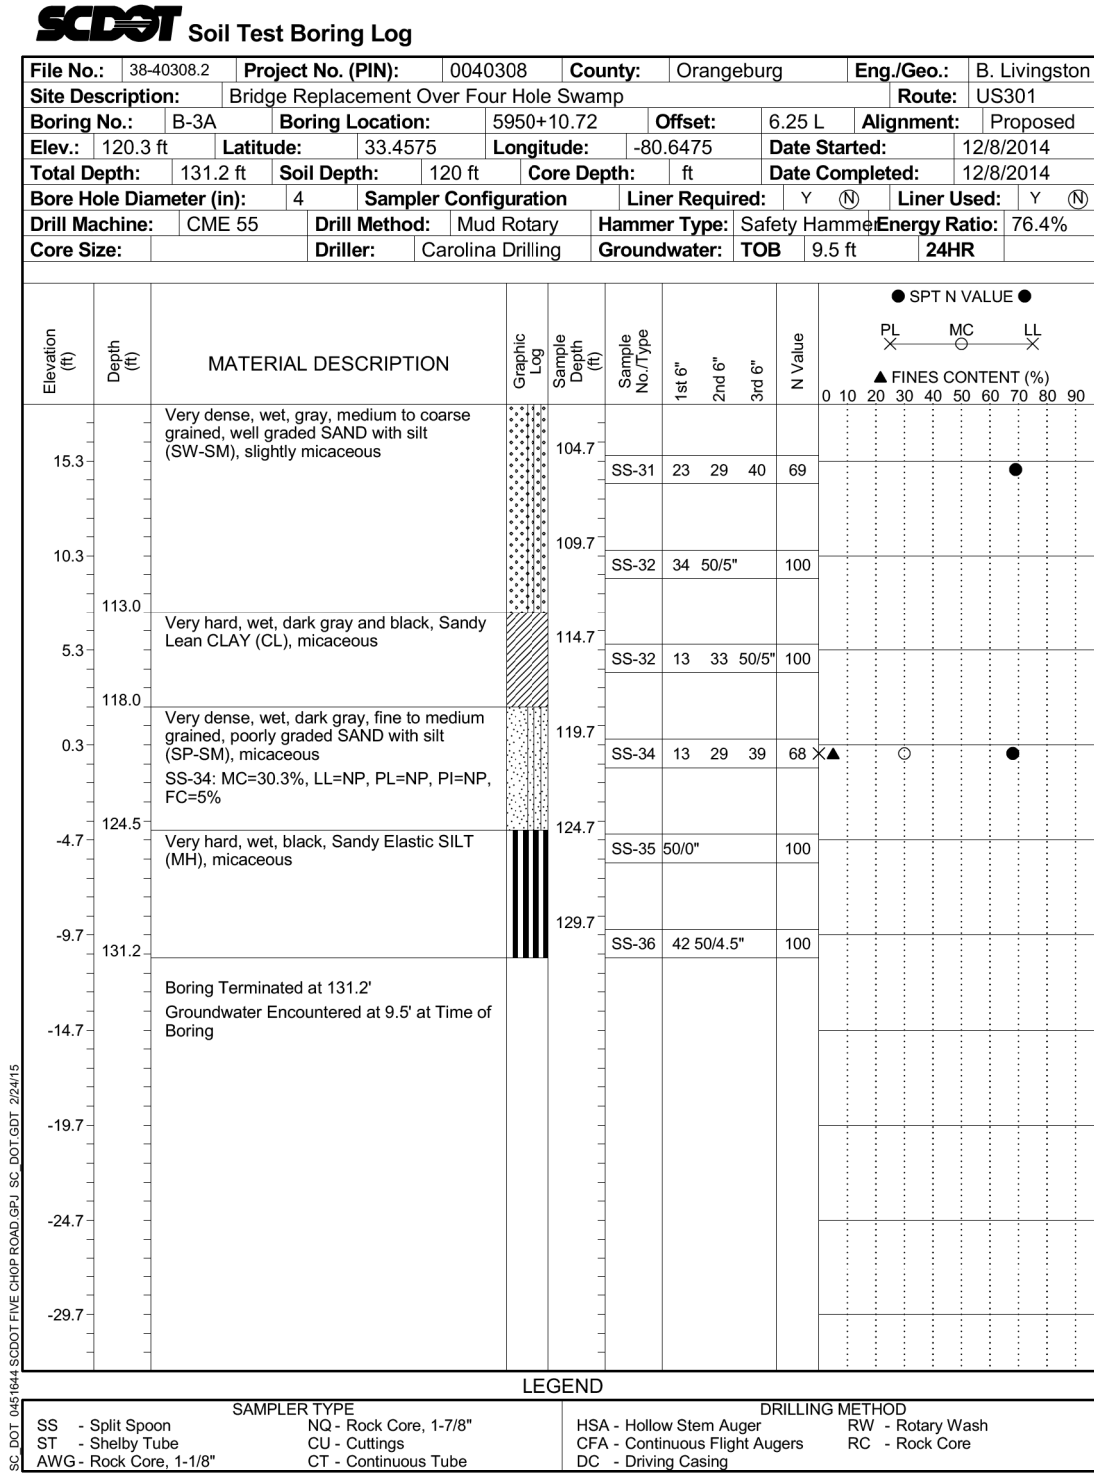 SCDOT Soil Test Boring Log
File No.: 38-40308.2 Project No. (PIN): 0040308 County: Orangeburg Eng./Geo.: B. Livingston
Site Description: Bridge Replacement Over Four Hole Swamp Route: US301
Boring No.: B-3A Boring Location: 5950+10.72 Offset: 6.25 L Alignment: Proposed
Elev.: 120.3 ft Latitude: 33.4575 Longitude: -80.6475 Date Started: 12/8/2014
Total Depth: 131.2 ft Soil Depth: 120 ft Core Depth: ft Date Completed: 12/8/2014
Bore Hole Diameter (in): 4 Sampler Configuration Liner Required: Y N Liner Used: Y N
Drill Machine: CME 55 Drill Method: Mud Rotary Hammer Type: Safety Hammer Energy Ratio: 76.4%
Core Size: Driller: Carolina Drilling Groundwater: TOB 9.5 ft 24HR
Elevation (ft) Depth (ft) MATERIAL DESCRIPTION Graphic Log Sample Depth (ft) Sample No./Type 1st 6" 2nd 6" 3rd 6" N Value
● SPT N VALUE ●
PL MC LL
▲ FINES CONTENT (%)
0 10 20 30 40 50 60 70 80 90
Very dense, wet, gray, medium to coarse
grained, well graded SAND with silt
(SW-SM), slightly micaceous
104.7
15.3 SS-31 23 29 40 69
109.7
10.3 SS-32 34 50/5" 100
113.0
Very hard, wet, dark gray and black, Sandy
Lean CLAY (CL), micaceous
114.7
5.3 SS-32 13 33 50/5" 100
118.0
Very dense, wet, dark gray, fine to medium
grained, poorly graded SAND with silt
(SP-SM), micaceous
119.7
0.3 SS-34 13 29 39 68
SS-34: MC=30.3%, LL=NP, PL=NP, PI=NP,
FC=5%
124.5
124.7
Very hard, wet, black, Sandy Elastic SILT
(MH), micaceous
-4.7 SS-35 50/0" 100
129.7
-9.7 SS-36 42 50/4.5" 100
131.2
Boring Terminated at 131.2'
Groundwater Encountered at 9.5' at Time of
Boring
-14.7
-19.7
-24.7
-29.7
SC_DOT 0451644 SCDOT FIVE CHOP ROAD.GPJ SC_DOT.GDT 2/24/15
LEGEND
SAMPLER TYPE DRILLING METHOD
SS - Split Spoon NQ - Rock Core, 1-7/8" HSA - Hollow Stem Auger RW - Rotary Wash
ST - Shelby Tube CU - Cuttings CFA - Continuous Flight Augers RC - Rock Core
AWG - Rock Core, 1-1/8" CT - Continuous Tube DC - Driving Casing